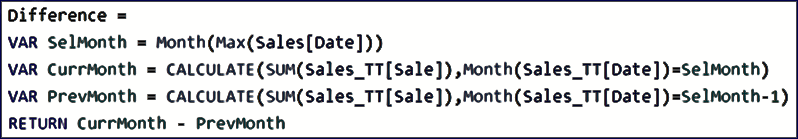 Difference =
VAR SelMonth = Month(Max(Sales[Date]))
VAR CurrMonth = CALCULATE(SUM(Sales_TT[Sale]),Month(Sales_TT[Date])=SelMonth)
VAR PrevMonth = CALCULATE(SUM(Sales_TT[Sale]),Month(Sales_TT[Date])=SelMonth-1)
RETURN CurrMonth - PrevMonth